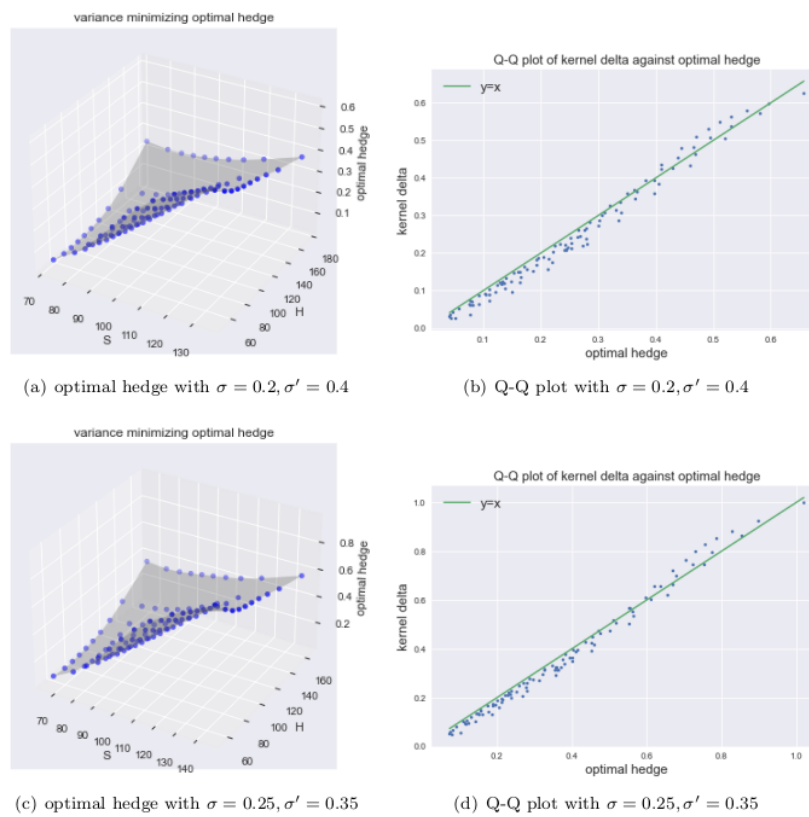 variance minimizing optimal hedge
0.6
0.5
0.4
0.3
0.2
0.1
optimal hedge
70
80
90
100
110
120
130
S
60
80
100
120
140
160
180
H
(a) optimal hedge with σ = 0.2, σ′ = 0.4
Q-Q plot of kernel delta against optimal hedge
y=x
0.6
0.5
0.4
0.3
0.2
0.1
0.0
kernel delta
0.1 0.2 0.3 0.4 0.5 0.6
optimal hedge
(b) Q-Q plot with σ = 0.2, σ′ = 0.4
variance minimizing optimal hedge
0.8
0.6
0.4
0.2
optimal hedge
70
80
90
100
110
120
130
140
S
60
80
100
120
140
160
H
(c) optimal hedge with σ = 0.25, σ′ = 0.35
Q-Q plot of kernel delta against optimal hedge
y=x
1.0
0.8
0.6
0.4
0.2
0.0
kernel delta
0.2 0.4 0.6 0.8 1.0
optimal hedge
(d) Q-Q plot with σ = 0.25, σ′ = 0.35